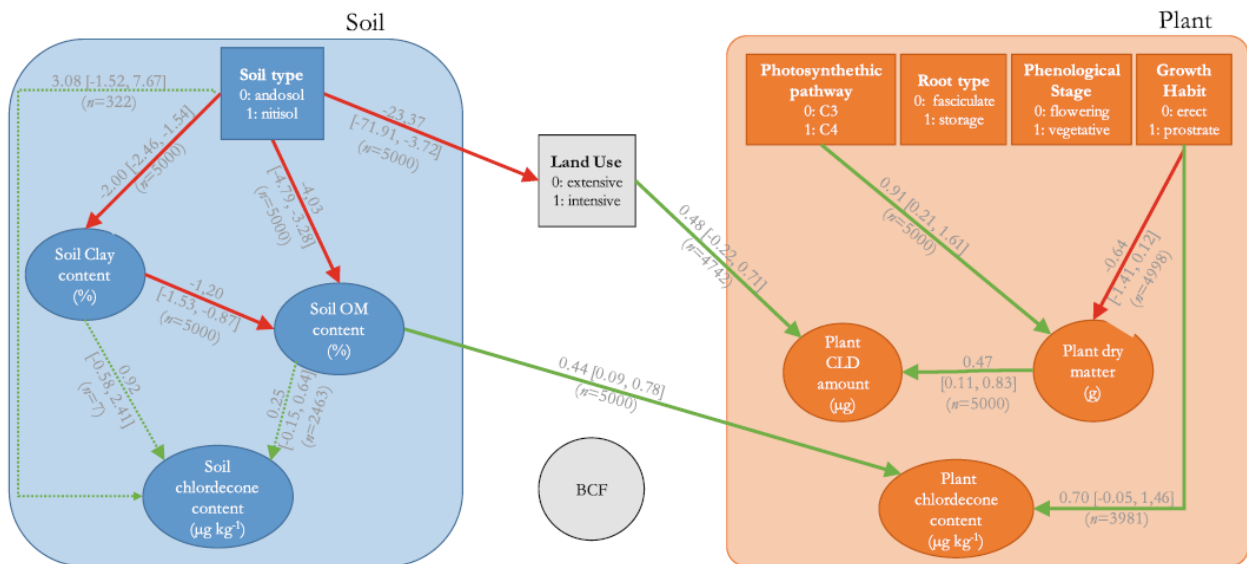 Soil
Plant
3.08 [-1.52, 7.67]
(n=322)
Soil type
0: andosol
1: nitisol
-23,37
[-71.91, -3.72]
(n=5000)
-2.00 [-2.46, -1.54]
(n=5000)
-4.03
[-4.79, -3.28]
(n=5000)
Land Use
0: extensive
1: intensive
Photosynthethic
pathway
0: C3
1: C4
Root type
0: fasciculate
1: storage
Phenological
Stage
0: flowering
1: vegetative
Growth
Habit
0: erect
1: prostrate
Soil Clay
content
(%)
-1,20
[-1.53, -0.87]
(n=5000)
Soil OM
content
(%)
0.48 [-0.22, 0.71]
(n=4742)
0.91 [0.21, 1.61]
(n=5000)
-0.64
[-1.41, 0.12]
(n=4998)
Plant
CLD
amount
(µg)
0.47
[0.11, 0.83]
(n=5000)
Plant dry
matter
(g)
0.92
[-0.58, 2.41]
(n=7)
0.25
[-0.15, 0.64]
(n=2463)
0.44 [0.09, 0.78]
(n=5000)
Soil
chlordecone
content
(µg kg⁻¹)
BCF
Plant
chlordecone
content
(µg kg⁻¹)
0.70 [-0.05, 1,46]
(n=3981)